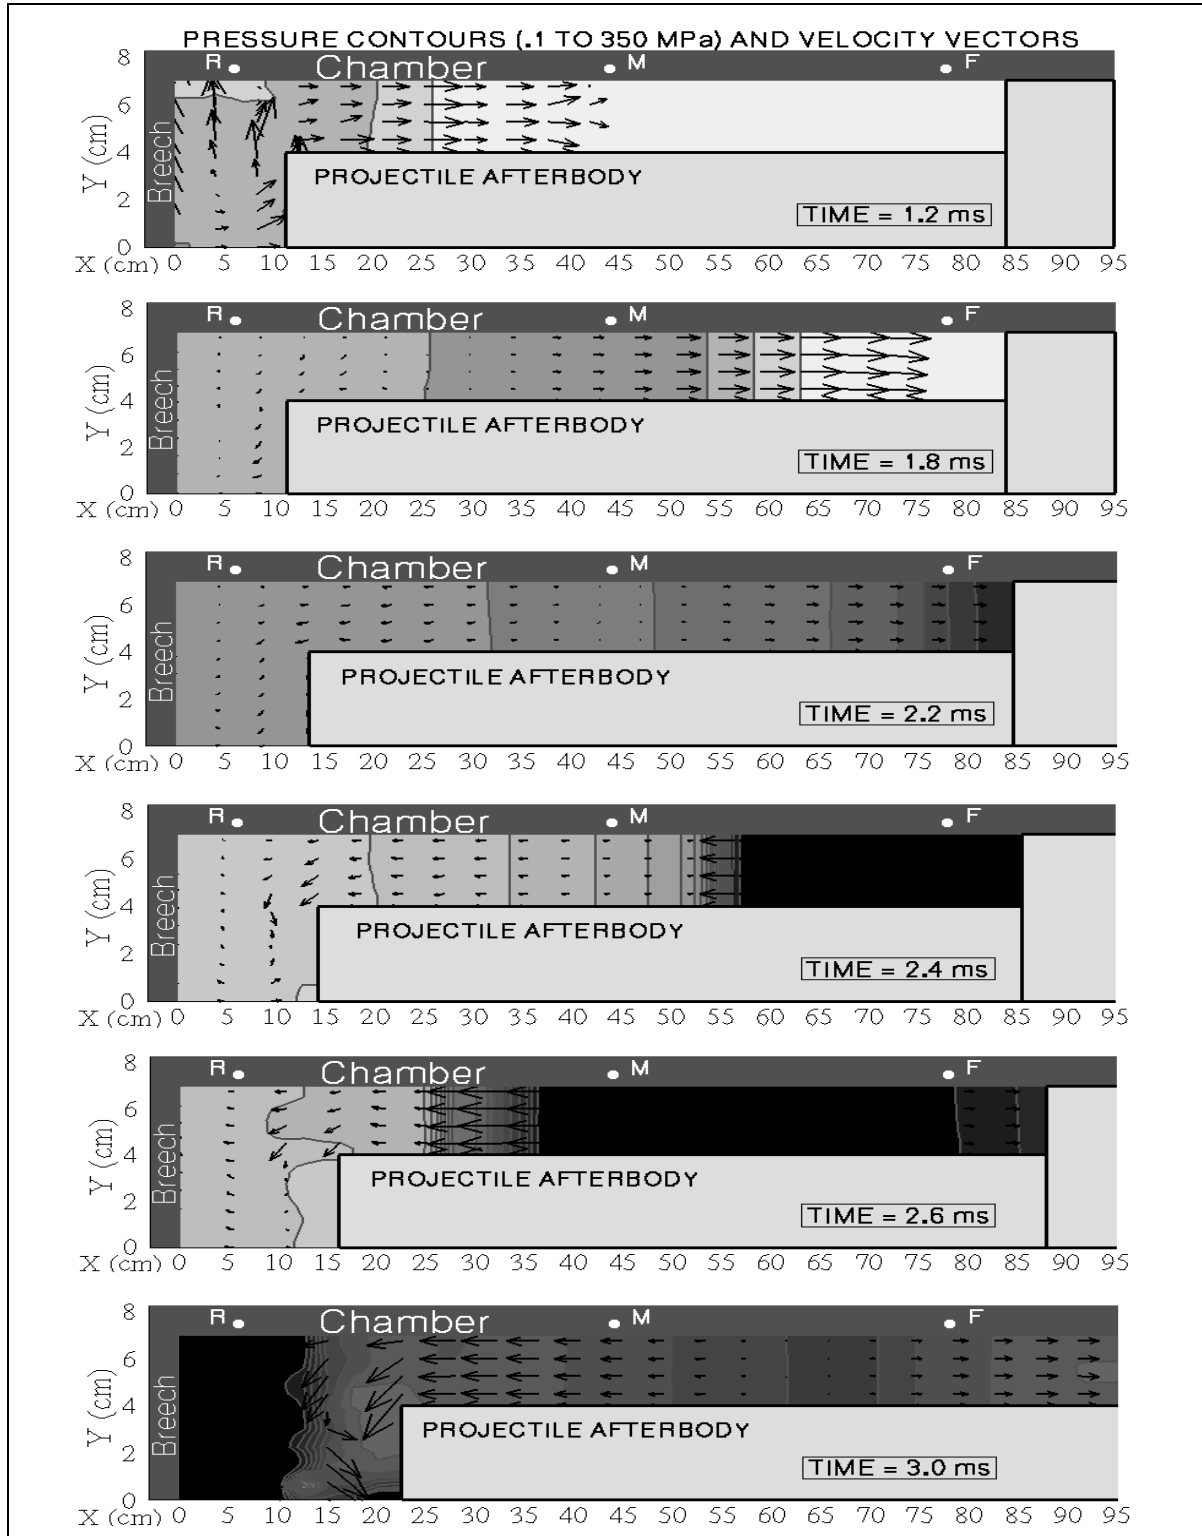 PRESSURE CONTOURS (.1 TO 350 MPa) AND VELOCITY VECTORS
8
R Chamber M F
6
Y (cm)
Breech
4
PROJECTILE AFTERBODY
2
TIME = 1.2 ms
0
X (cm) 0 5 10 15 20 25 30 35 40 45 50 55 60 65 70 75 80 85 90 95
8
R Chamber M F
6
Y (cm)
Breech
4
PROJECTILE AFTERBODY
2
TIME = 1.8 ms
0
X (cm) 0 5 10 15 20 25 30 35 40 45 50 55 60 65 70 75 80 85 90 95
8
R Chamber M F
6
Y (cm)
Breech
4
PROJECTILE AFTERBODY
2
TIME = 2.2 ms
0
X (cm) 0 5 10 15 20 25 30 35 40 45 50 55 60 65 70 75 80 85 90 95
8
R Chamber M F
6
Y (cm)
Breech
4
PROJECTILE AFTERBODY
2
TIME = 2.4 ms
0
X (cm) 0 5 10 15 20 25 30 35 40 45 50 55 60 65 70 75 80 85 90 95
8
R Chamber M F
6
Y (cm)
Breech
4
PROJECTILE AFTERBODY
2
TIME = 2.6 ms
0
X (cm) 0 5 10 15 20 25 30 35 40 45 50 55 60 65 70 75 80 85 90 95
8
R Chamber M F
6
Y (cm)
Breech
4
PROJECTILE AFTERBODY
2
TIME = 3.0 ms
0
X (cm) 0 5 10 15 20 25 30 35 40 45 50 55 60 65 70 75 80 85 90 95